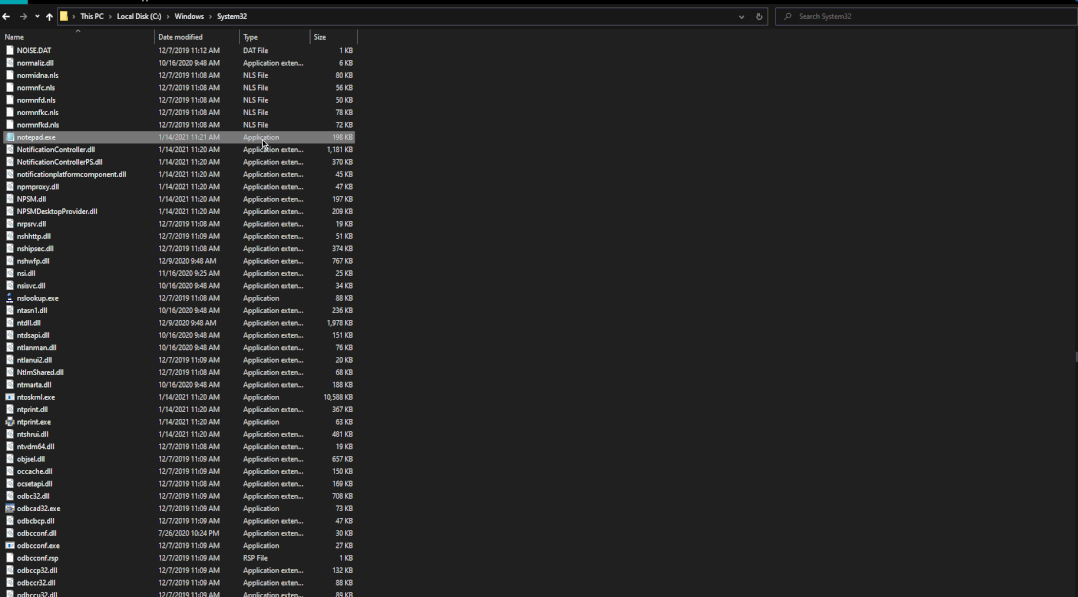 This PC > Local Disk (C:) > Windows > System32 Search System32
Name Date modified Type Size
NOISE.DAT 12/7/2019 11:12 AM DAT File 1 KB
normaliz.dll 10/16/2020 9:48 AM Application exten... 6 KB
normidna.nls 12/7/2019 11:08 AM NLS File 80 KB
normnfc.nls 12/7/2019 11:08 AM NLS File 56 KB
normnfd.nls 12/7/2019 11:08 AM NLS File 50 KB
normnfkc.nls 12/7/2019 11:08 AM NLS File 78 KB
normnfkd.nls 12/7/2019 11:08 AM NLS File 72 KB
notepad.exe 1/14/2021 11:21 AM Application 198 KB
NotificationController.dll 1/14/2021 11:20 AM Application exten... 1,181 KB
NotificationControllerPS.dll 1/14/2021 11:20 AM Application exten... 370 KB
notificationplatformcomponent.dll 1/14/2021 11:20 AM Application exten... 45 KB
npmproxy.dll 1/14/2021 11:20 AM Application exten... 47 KB
NPSM.dll 1/14/2021 11:20 AM Application exten... 197 KB
NPSMDesktopProvider.dll 1/14/2021 11:20 AM Application exten... 209 KB
nrpsrv.dll 12/7/2019 11:08 AM Application exten... 19 KB
nshhttp.dll 12/7/2019 11:09 AM Application exten... 51 KB
nshipsec.dll 12/7/2019 11:08 AM Application exten... 374 KB
nshwfp.dll 12/9/2020 9:48 AM Application exten... 767 KB
nsi.dll 11/16/2020 9:25 AM Application exten... 25 KB
nsisvc.dll 10/16/2020 9:48 AM Application exten... 34 KB
nslookup.exe 12/7/2019 11:08 AM Application 88 KB
ntasn1.dll 10/16/2020 9:48 AM Application exten... 236 KB
ntdll.dll 12/9/2020 9:48 AM Application exten... 1,978 KB
ntdsapi.dll 10/16/2020 9:48 AM Application exten... 151 KB
ntlanman.dll 10/16/2020 9:48 AM Application exten... 76 KB
ntlanui2.dll 12/7/2019 11:09 AM Application exten... 20 KB
NtlmShared.dll 12/7/2019 11:08 AM Application exten... 68 KB
ntmarta.dll 10/16/2020 9:48 AM Application exten... 188 KB
ntoskrnl.exe 1/14/2021 11:20 AM Application 10,588 KB
ntprint.dll 1/14/2021 11:20 AM Application exten... 367 KB
ntprint.exe 1/14/2021 11:20 AM Application 63 KB
ntshrui.dll 1/14/2021 11:20 AM Application exten... 481 KB
ntvdm64.dll 12/7/2019 11:08 AM Application exten... 19 KB
objsel.dll 12/7/2019 11:09 AM Application exten... 657 KB
occache.dll 12/7/2019 11:09 AM Application exten... 150 KB
ocsetapi.dll 12/7/2019 11:08 AM Application exten... 169 KB
odbc32.dll 12/7/2019 11:09 AM Application exten... 708 KB
odbcad32.exe 12/7/2019 11:09 AM Application 73 KB
odbcbcp.dll 12/7/2019 11:09 AM Application exten... 47 KB
odbcconf.dll 7/26/2020 10:24 PM Application exten... 30 KB
odbcconf.exe 12/7/2019 11:09 AM Application 27 KB
odbcconf.rsp 12/7/2019 11:09 AM RSP File 1 KB
odbccp32.dll 12/7/2019 11:09 AM Application exten... 132 KB
odbccr32.dll 12/7/2019 11:09 AM Application exten... 88 KB
odbccu32.dll 12/7/2019 11:09 AM Application exten... 89 KB